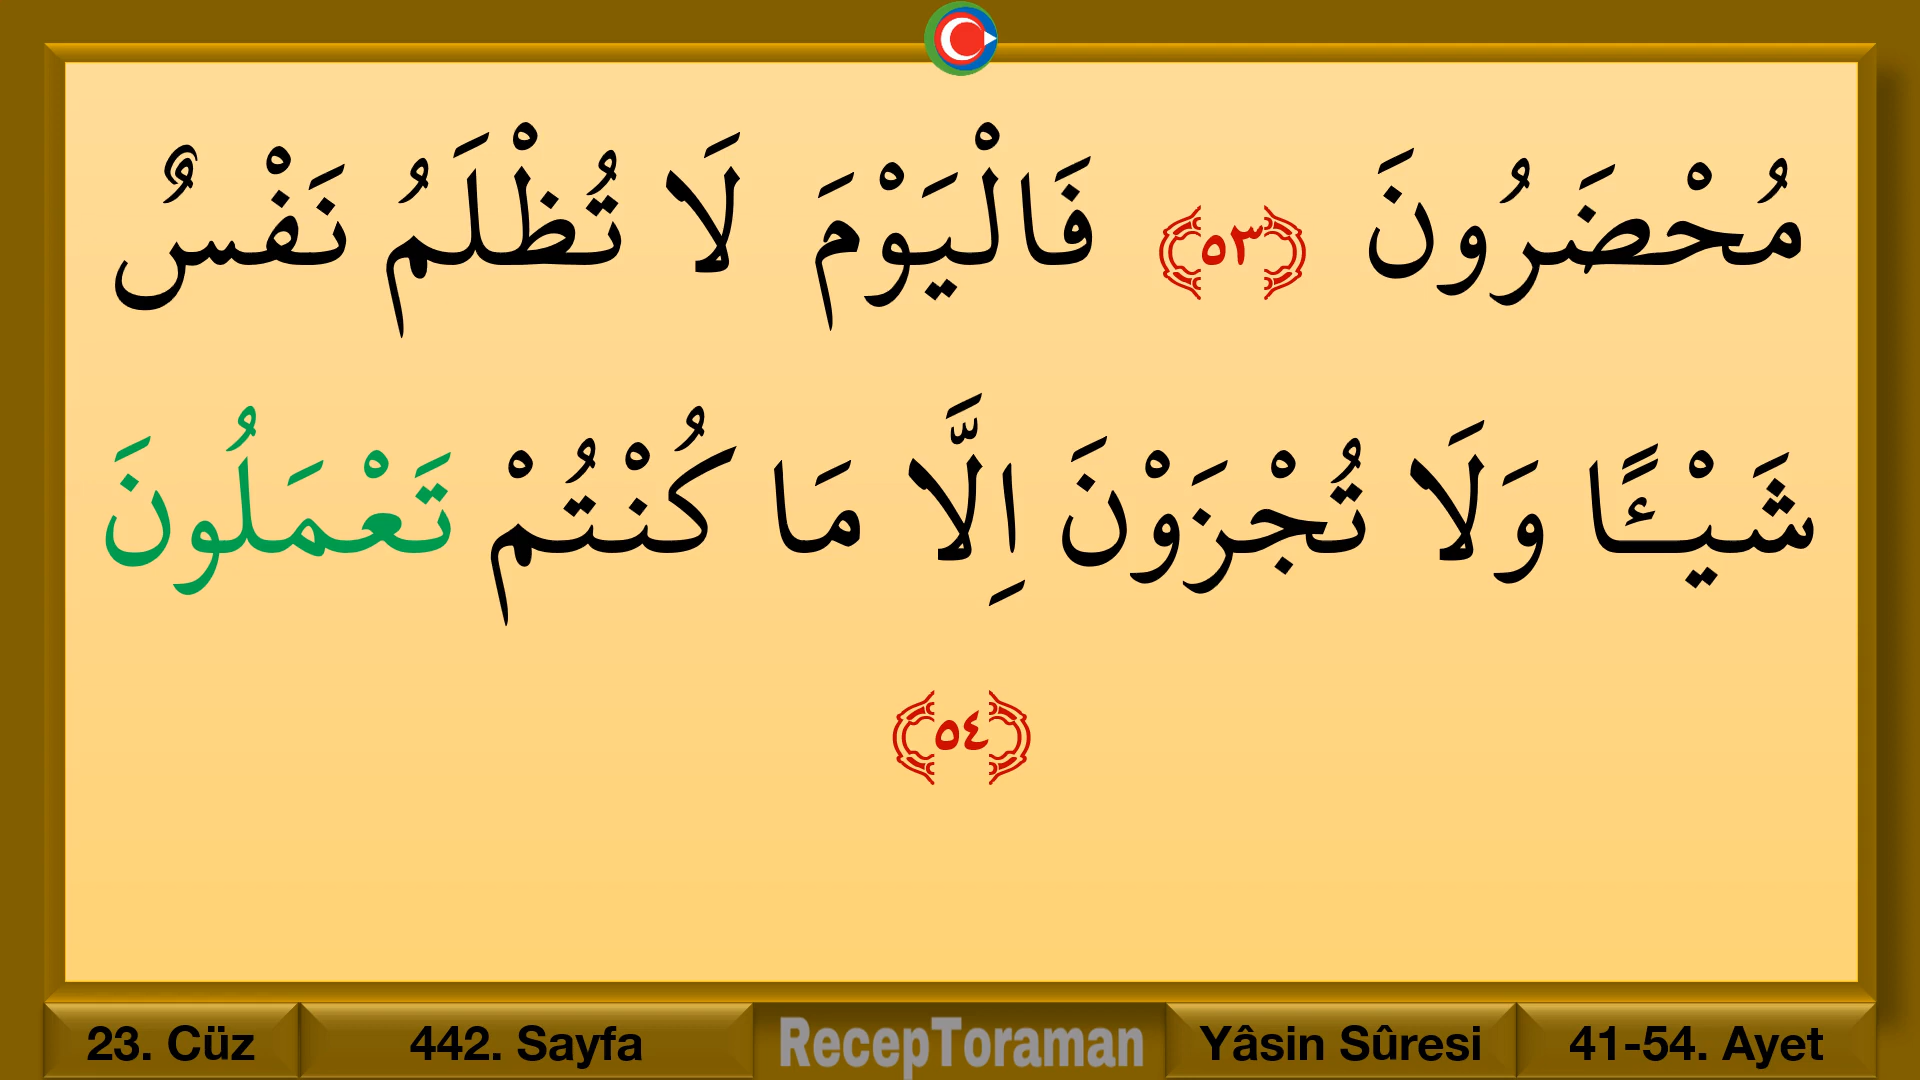 مُحْضَرُونَ ﴿٥٣﴾ فَالْيَوْمَ لَا تُظْلَمُ نَفْسٌ
شَيْـًٔا وَلَا تُجْزَوْنَ اِلَّا مَا كُنْتُمْ تَعْمَلُونَ
﴿٥٤﴾
23. Cüz 442. Sayfa RecepToraman Yâsin Sûresi 41-54. Ayet